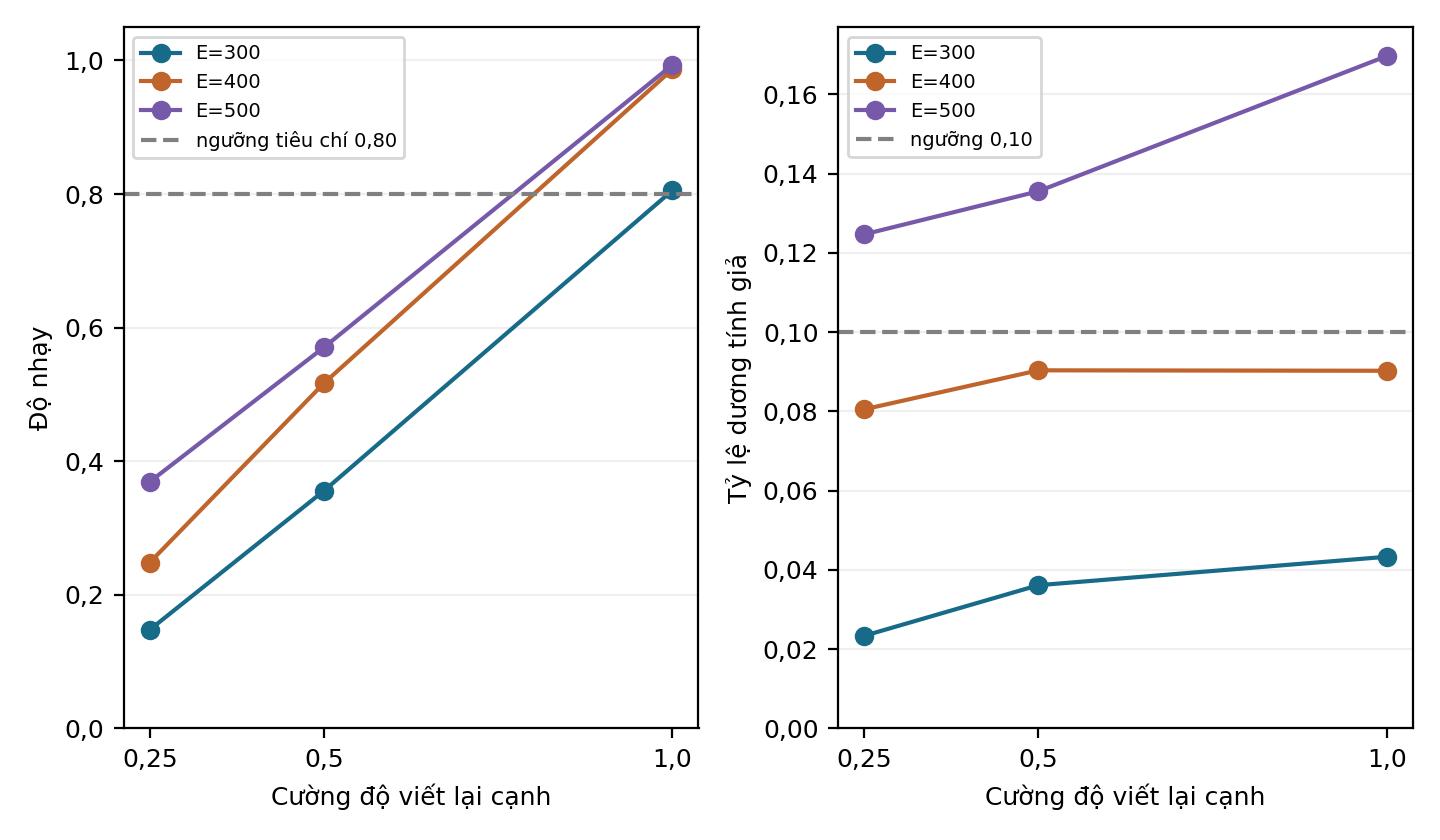 E=300
E=400
E=500
ngưỡng tiêu chí 0,80
1,0
0,8
0,6
0,4
0,2
0,0
Độ nhạy
0,25
0,5
1,0
Cường độ viết lại cạnh
E=300
E=400
E=500
ngưỡng 0,10
0,16
0,14
0,12
0,10
0,08
0,06
0,04
0,02
0,00
Tỷ lệ dương tính giả
0,25
0,5
1,0
Cường độ viết lại cạnh